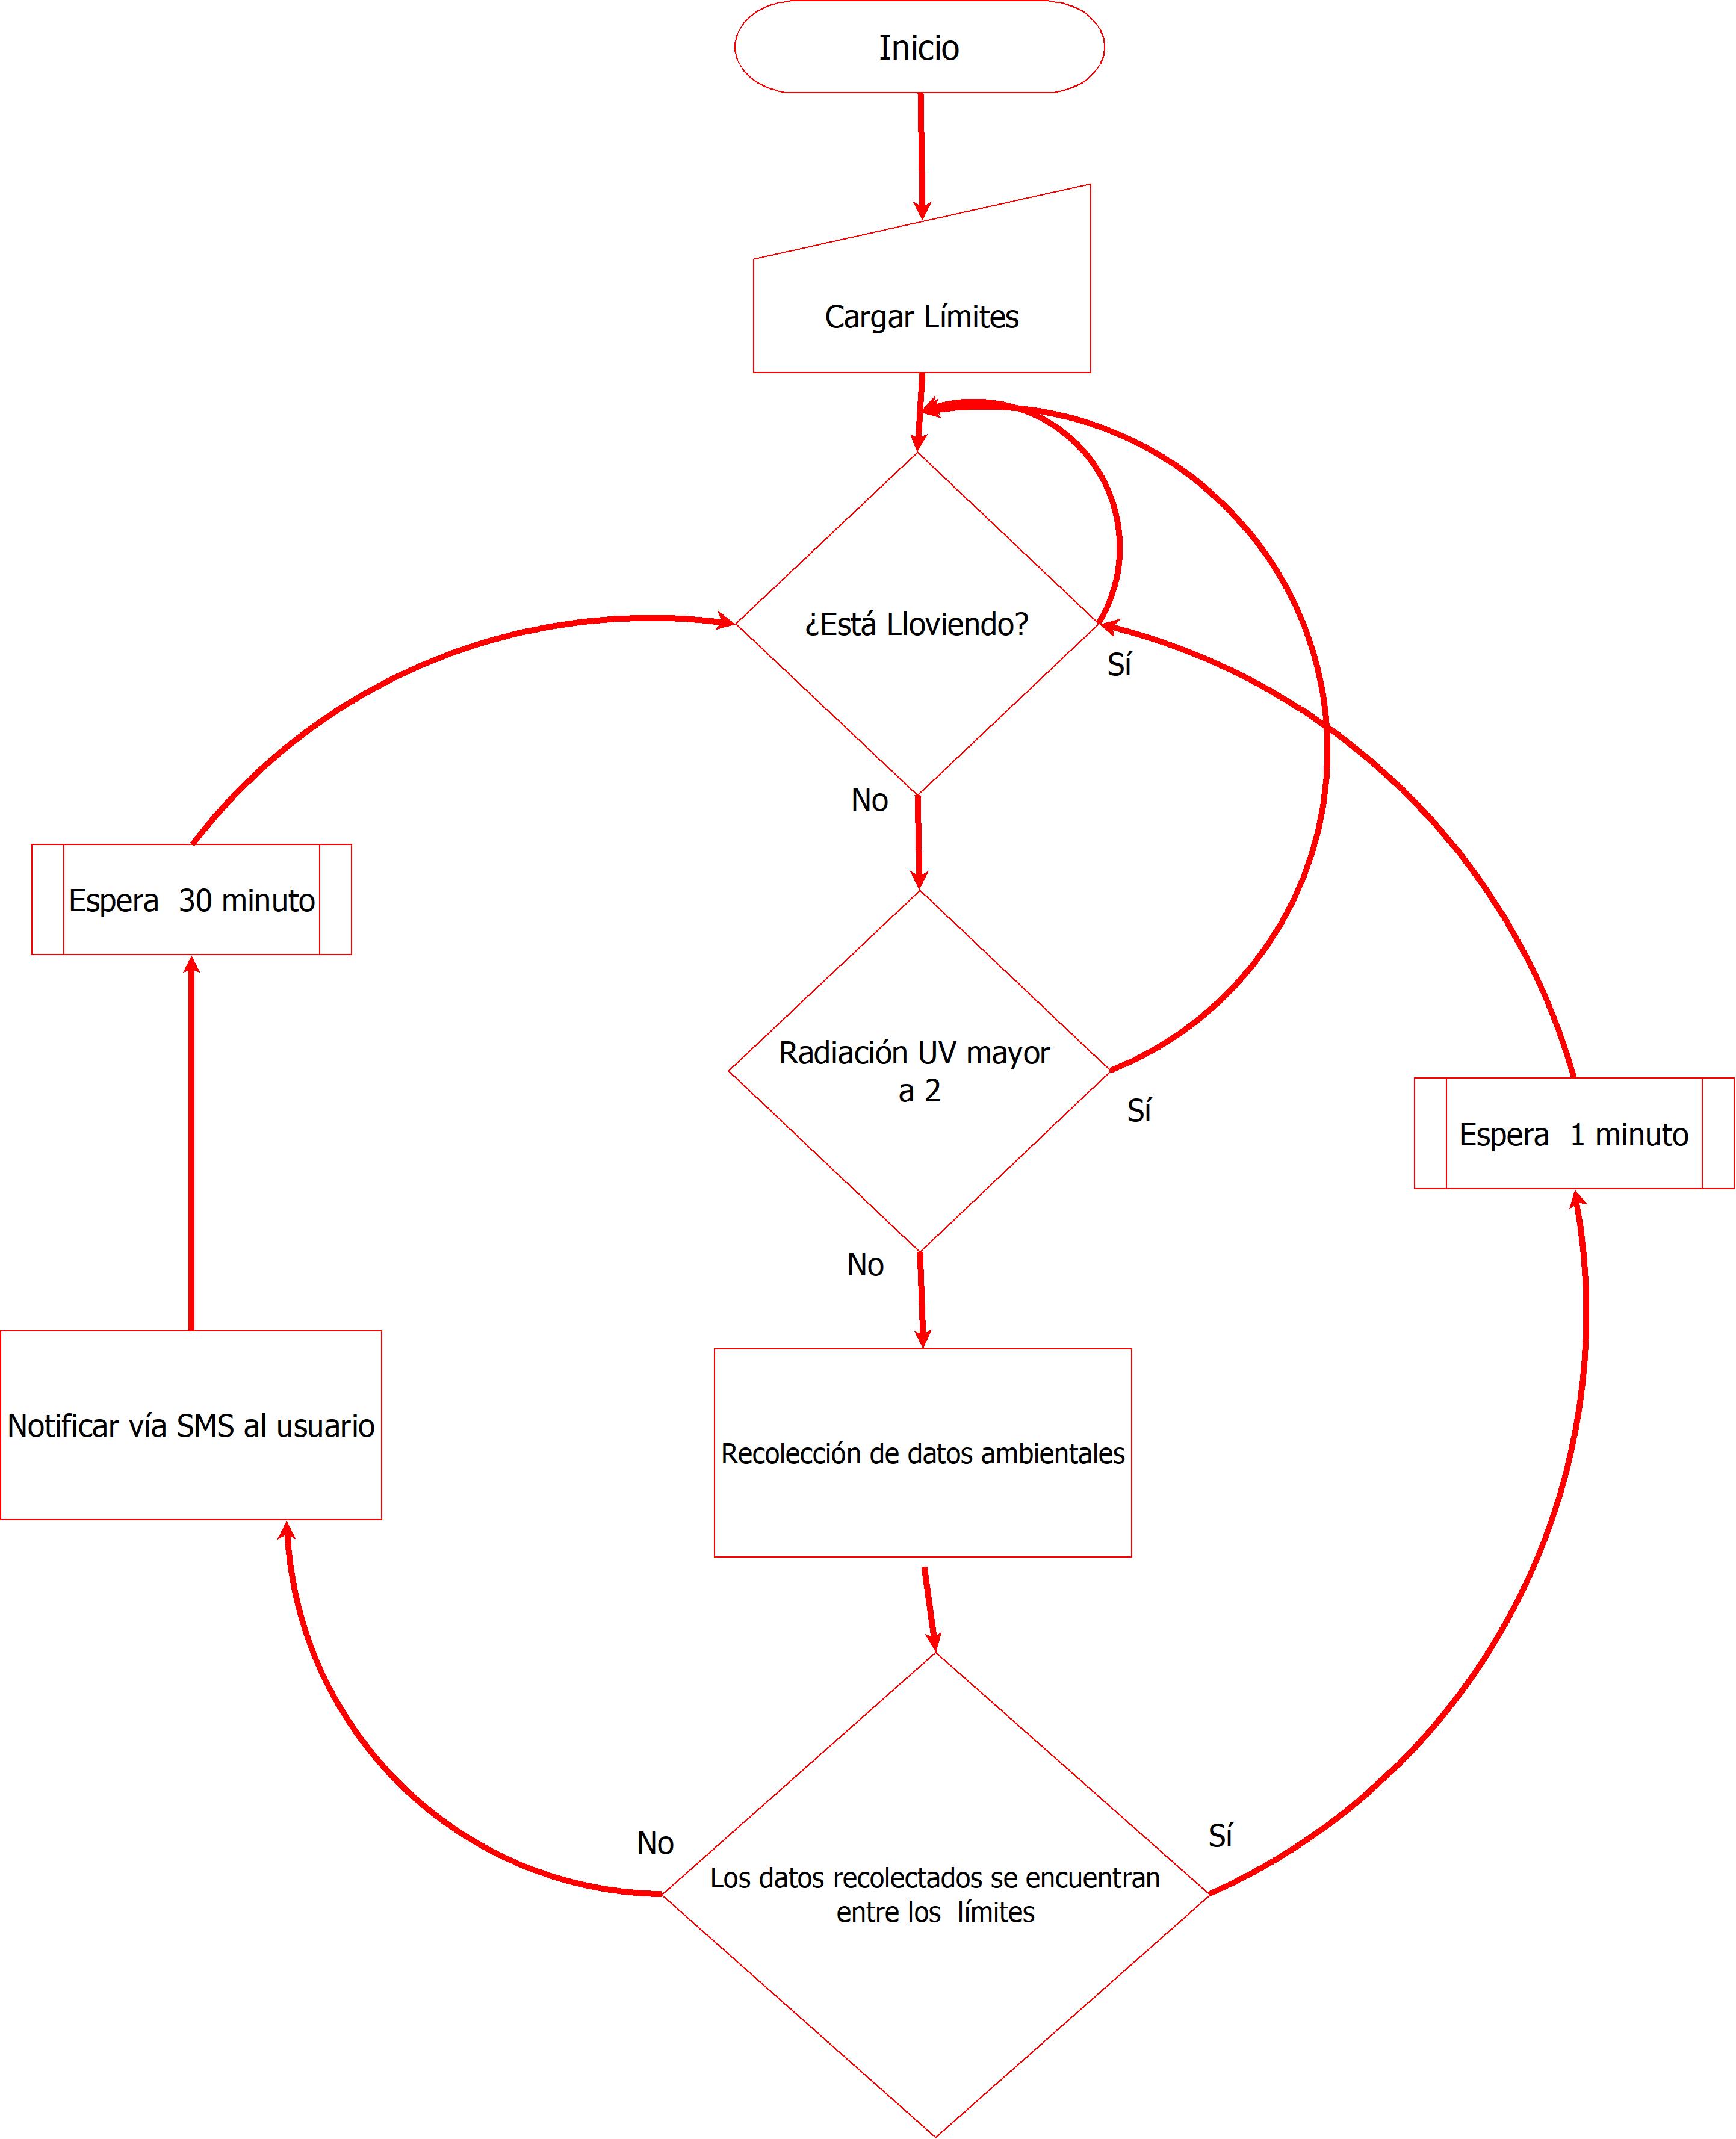 Inicio
Cargar Límites
¿Está Lloviendo?
Sí
No
Espera  30 minuto
Radiación UV mayor
a 2
Sí
Espera  1 minuto
No
Notificar vía SMS al usuario
Recolección de datos ambientales
No
Sí
Los datos recolectados se encuentran
entre los  límites